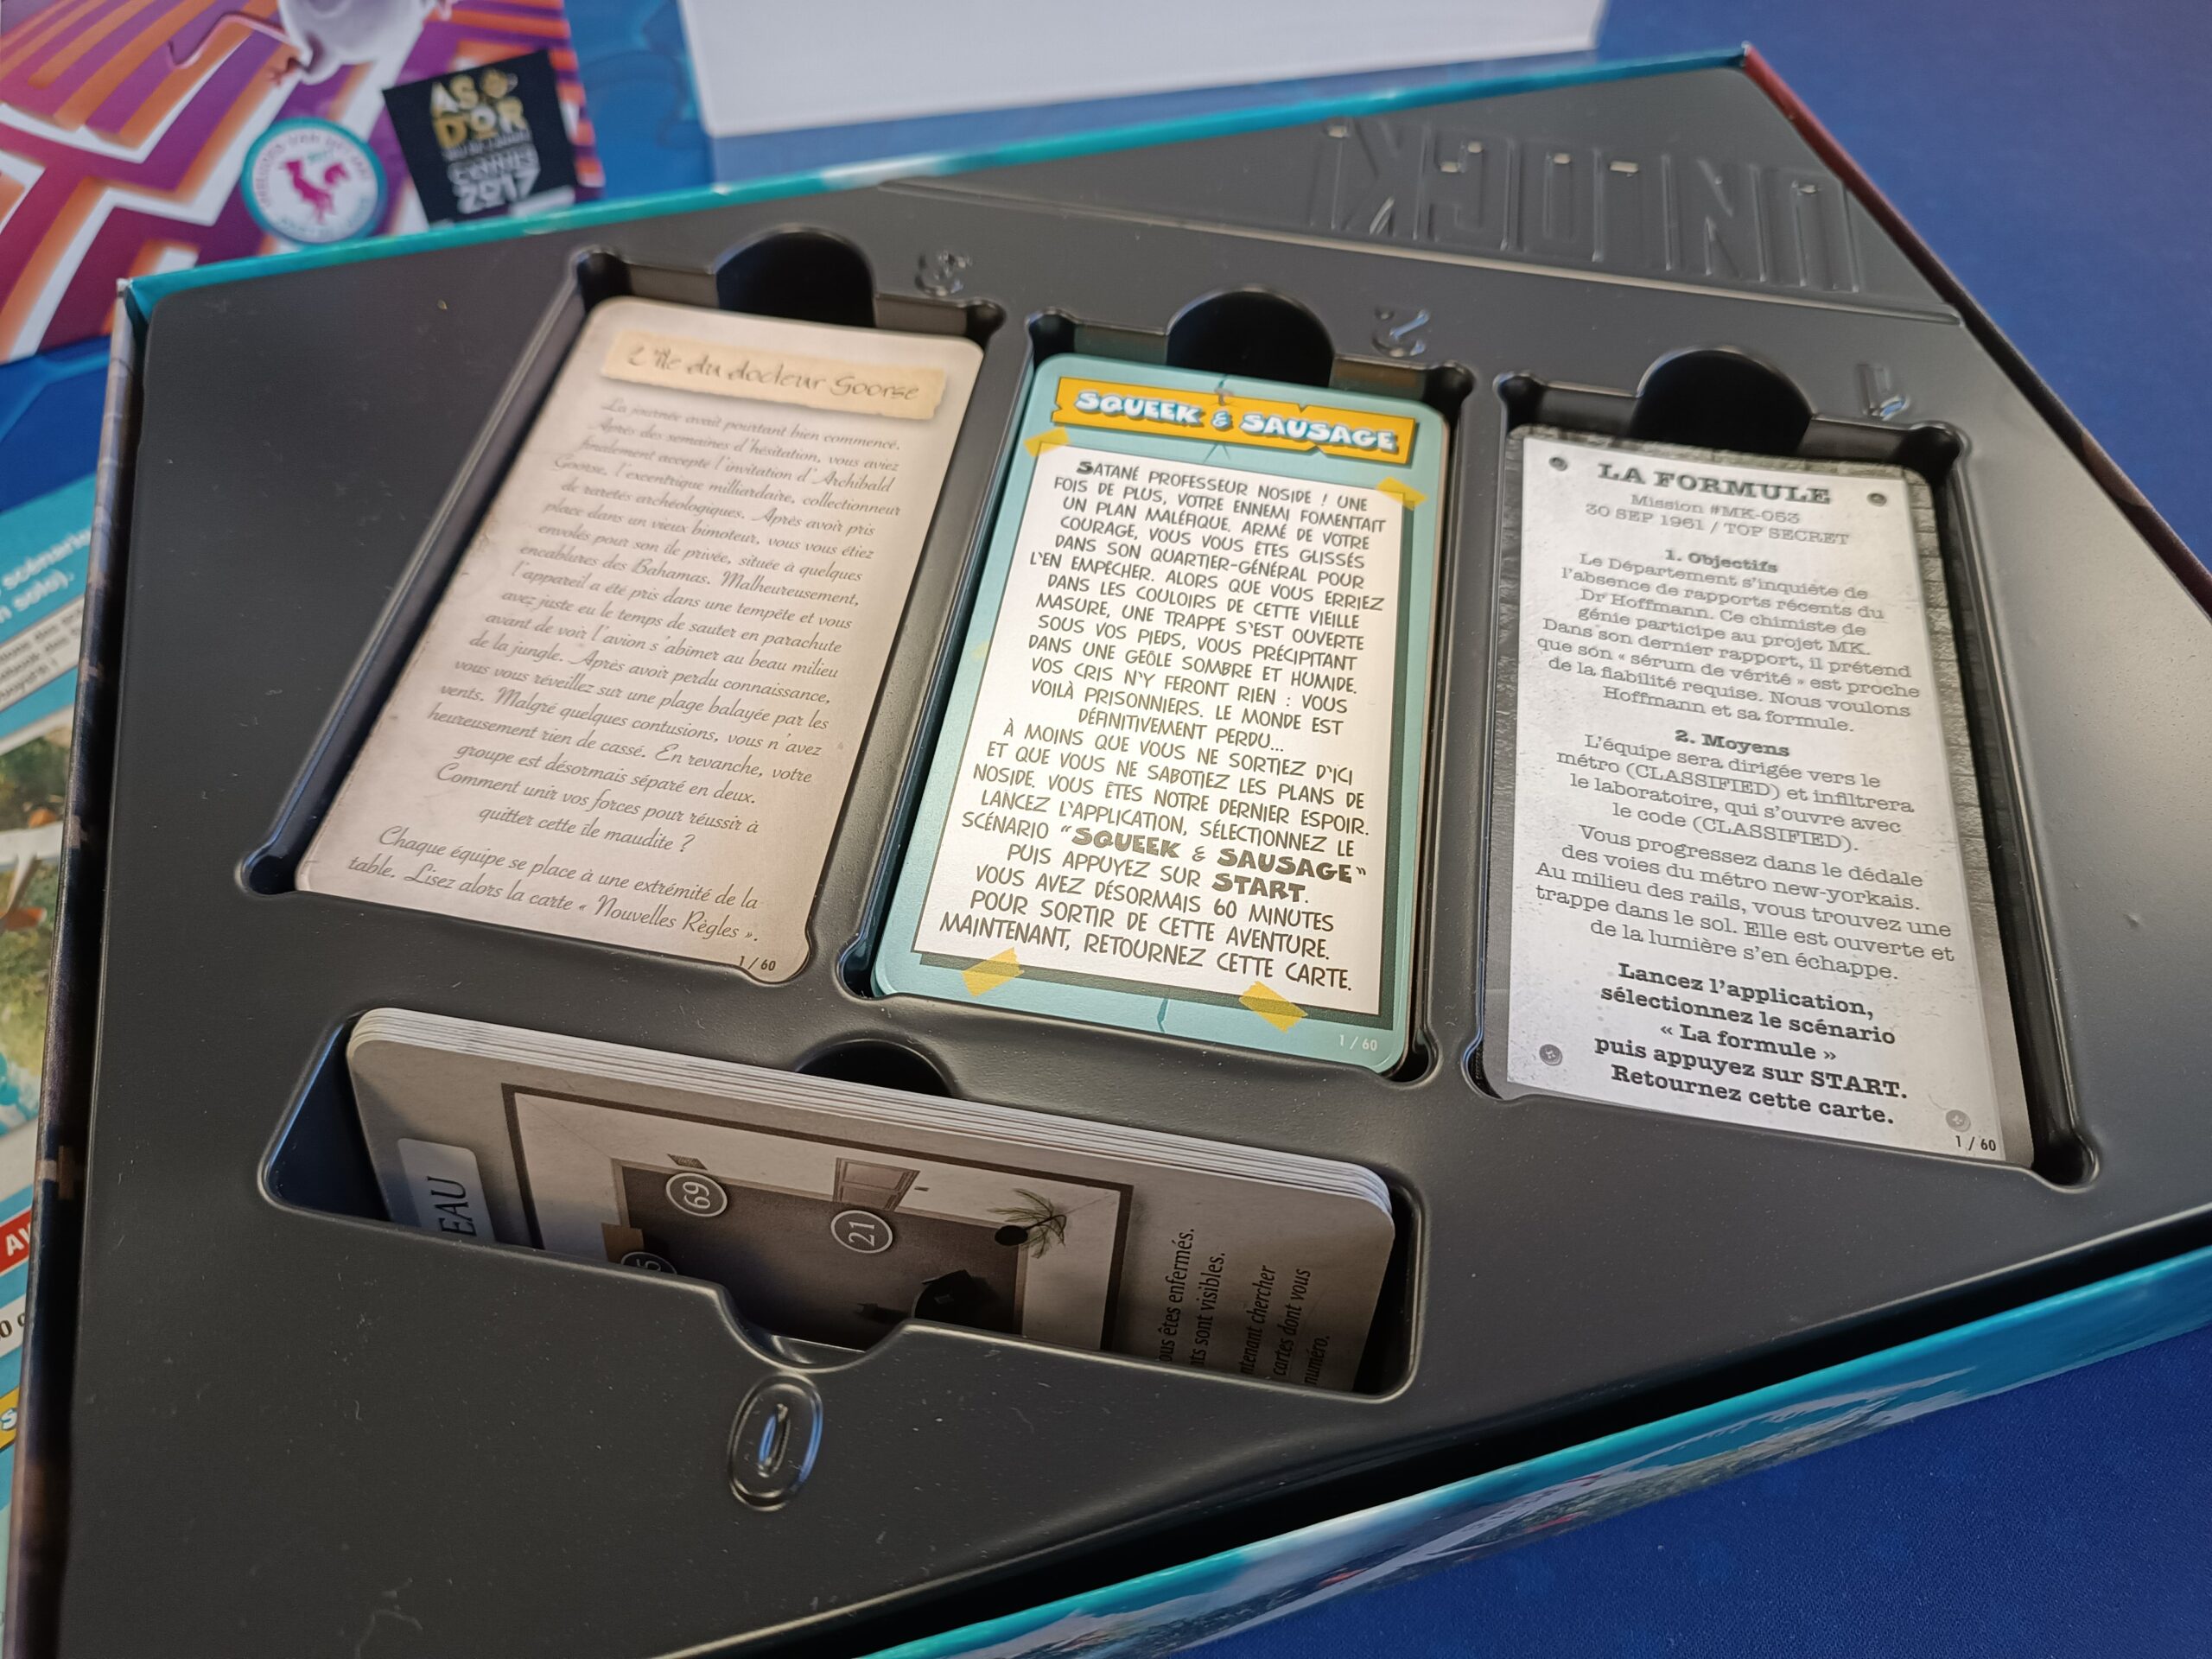 AS D'OR
CANNES
2017
UNLOCK!
3
2
1
L'île du docteur Goorse
La journée avait pourtant bien commencé.
Après des semaines d'hésitation, vous aviez
finalement accepté l'invitation d'Archibald
Goorse, l'excentrique milliardaire, collectionneur
de raretés archéologiques. Après avoir pris
place dans un vieux bimoteur, vous vous étiez
envolés pour son île privée, située à quelques
encablures des Bahamas. Malheureusement,
l'appareil a été pris dans une tempête et vous
avez juste eu le temps de sauter en parachute
avant de voir l'avion s'abîmer au beau milieu
de la jungle. Après avoir perdu connaissance,
vous vous réveillez sur une plage balayée par les
vents. Malgré quelques contusions, vous n'avez
heureusement rien de cassé. En revanche, votre
groupe est désormais séparé en deux.
Comment unir vos forces pour réussir à
quitter cette île maudite ?
Chaque équipe se place à une extrémité de la
table. Lisez alors la carte « Nouvelles Règles ».
1 / 60
SQUEEK & SAUSAGE
SATANÉ PROFESSEUR NOSIDE ! UNE
FOIS DE PLUS, VOTRE ENNEMI FOMENTAIT
UN PLAN MALÉFIQUE. ARMÉ DE VOTRE
COURAGE, VOUS VOUS ÊTES GLISSÉS
DANS SON QUARTIER-GÉNÉRAL POUR
L'EN EMPÊCHER. ALORS QUE VOUS ERRIEZ
DANS LES COULOIRS DE CETTE VIEILLE
MASURE, UNE TRAPPE S'EST OUVERTE
SOUS VOS PIEDS, VOUS PRÉCIPITANT
DANS UNE GEÔLE SOMBRE ET HUMIDE.
VOS CRIS N'Y FERONT RIEN : VOUS
VOILÀ PRISONNIERS. LE MONDE EST
DÉFINITIVEMENT PERDU...
À MOINS QUE VOUS NE SORTIEZ D'ICI
ET QUE VOUS NE SABOTIEZ LES PLANS DE
NOSIDE. VOUS ÊTES NOTRE DERNIER ESPOIR.
LANCEZ L'APPLICATION, SÉLECTIONNEZ LE
SCÉNARIO "SQUEEK & SAUSAGE"
PUIS APPUYEZ SUR START.
VOUS AVEZ DÉSORMAIS 60 MINUTES
POUR SORTIR DE CETTE AVENTURE.
MAINTENANT, RETOURNEZ CETTE CARTE.
1 / 60
LA FORMULE
Mission #MK-053
30 SEP 1961 / TOP SECRET
1. Objectifs
Le Département s'inquiète de
l'absence de rapports récents du
Dr Hoffmann. Ce chimiste de
génie participe au projet MK.
Dans son dernier rapport, il prétend
que son « sérum de vérité » est proche
de la fiabilité requise. Nous voulons
Hoffmann et sa formule.
2. Moyens
L'équipe sera dirigée vers le
métro (CLASSIFIED) et infiltrera
le laboratoire, qui s'ouvre avec
le code (CLASSIFIED).
Vous progressez dans le dédale
des voies du métro new-yorkais.
Au milieu des rails, vous trouvez une
trappe dans le sol. Elle est ouverte et
de la lumière s'en échappe.
Lancez l'application,
sélectionnez le scénario
« La formule »
puis appuyez sur START.
Retournez cette carte.
1 / 60
EAU
69
21
ous êtes enfermés.
nts sont visibles.
ntenant chercher
cartes dont vous
numéro.
0
scénario
n solo).